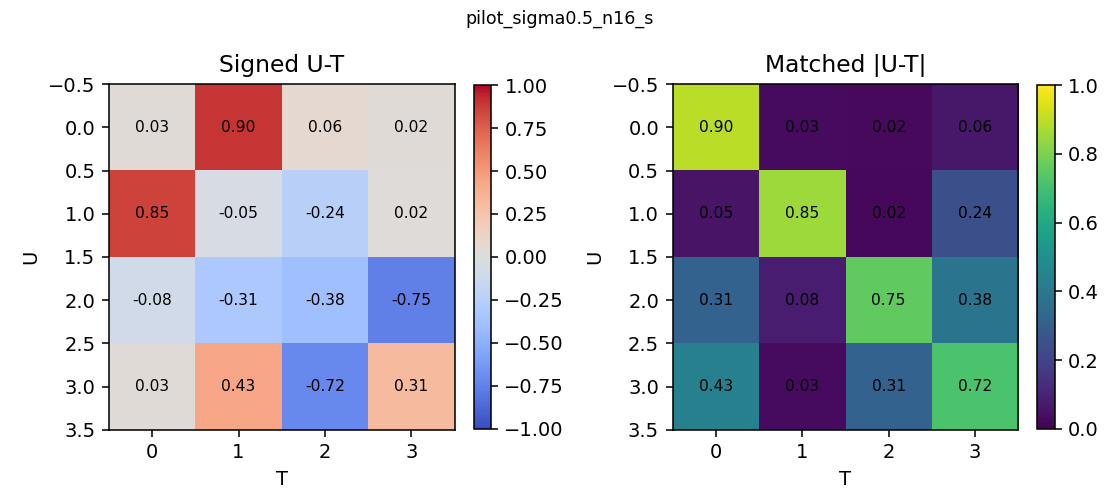 pilot_sigma0.5_n16_s
Signed U-T
−0.5
0.0
0.5
1.0
1.5
2.0
2.5
3.0
3.5
U
0.03 0.90 0.06 0.02
0.85 -0.05 -0.24 0.02
-0.08 -0.31 -0.38 -0.75
0.03 0.43 -0.72 0.31
0 1 2 3
T
1.00
0.75
0.50
0.25
0.00
−0.25
−0.50
−0.75
−1.00
Matched |U-T|
−0.5
0.0
0.5
1.0
1.5
2.0
2.5
3.0
3.5
U
0.90 0.03 0.02 0.06
0.05 0.85 0.02 0.24
0.31 0.08 0.75 0.38
0.43 0.03 0.31 0.72
0 1 2 3
T
1.0
0.8
0.6
0.4
0.2
0.0